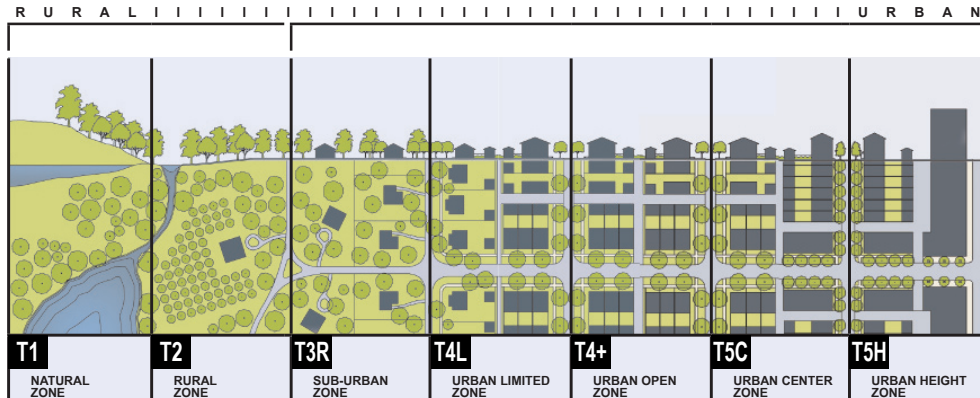 R U R A L I I I I I I I I I I I I I I I I I I I I I I I I I I I I I I U R B A N
T1
NATURAL
ZONE
T2
RURAL
ZONE
T3R
SUB-URBAN
ZONE
T4L
URBAN LIMITED
ZONE
T4+
URBAN OPEN
ZONE
T5C
URBAN CENTER
ZONE
T5H
URBAN HEIGHT
ZONE